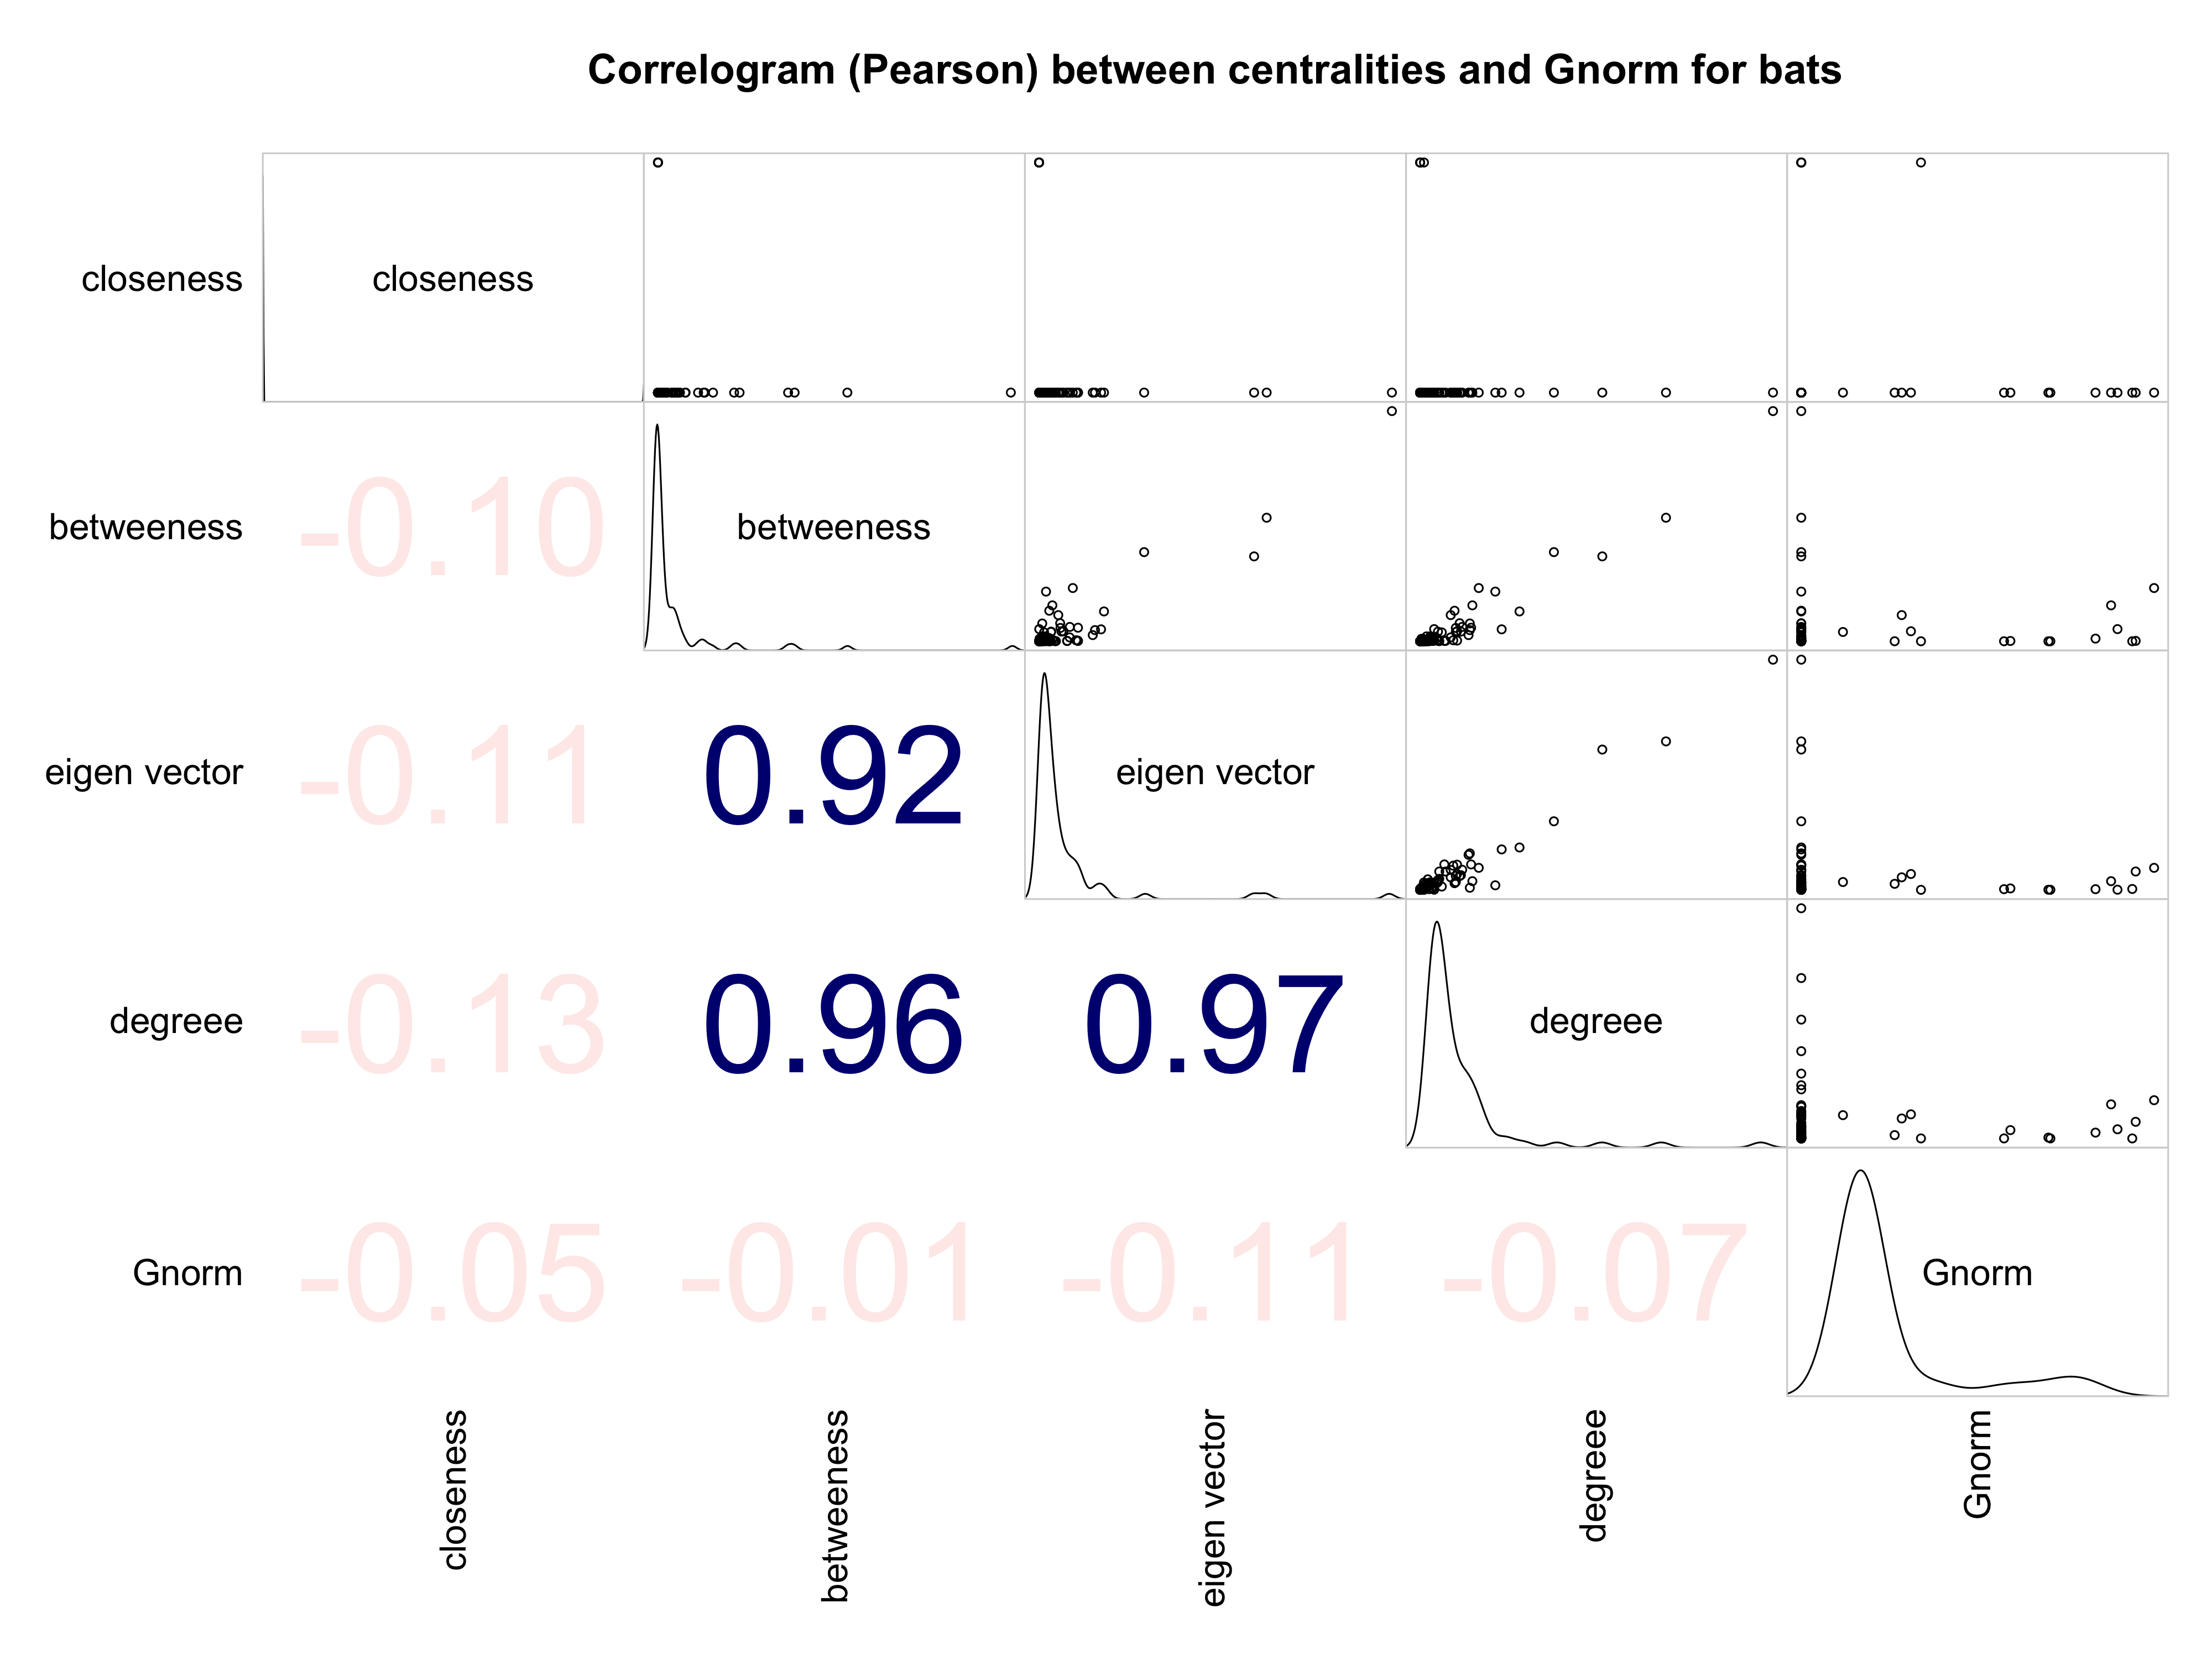 Correlogram (Pearson) between centralities and Gnorm for bats
closeness
closeness
betweeness
-0.10
betweeness
eigen vector
-0.11
0.92
eigen vector
degreee
-0.13
0.96
0.97
degreee
Gnorm
-0.05
-0.01
-0.11
-0.07
Gnorm
closeness
betweeness
eigen vector
degreee
Gnorm